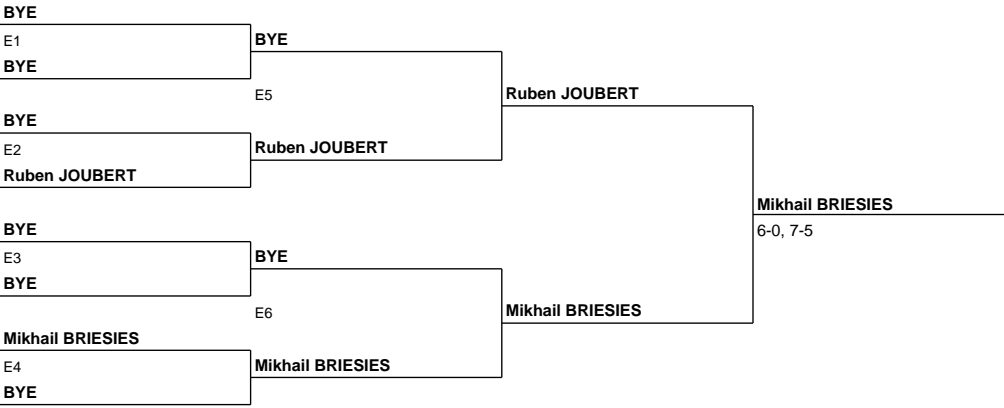 BYE
E1
BYE
BYE
E5
Ruben JOUBERT
BYE
E2
Ruben JOUBERT
Ruben JOUBERT
Mikhail BRIESIES
6-0, 7-5
BYE
E3
BYE
BYE
E6
Mikhail BRIESIES
Mikhail BRIESIES
E4
Mikhail BRIESIES
BYE